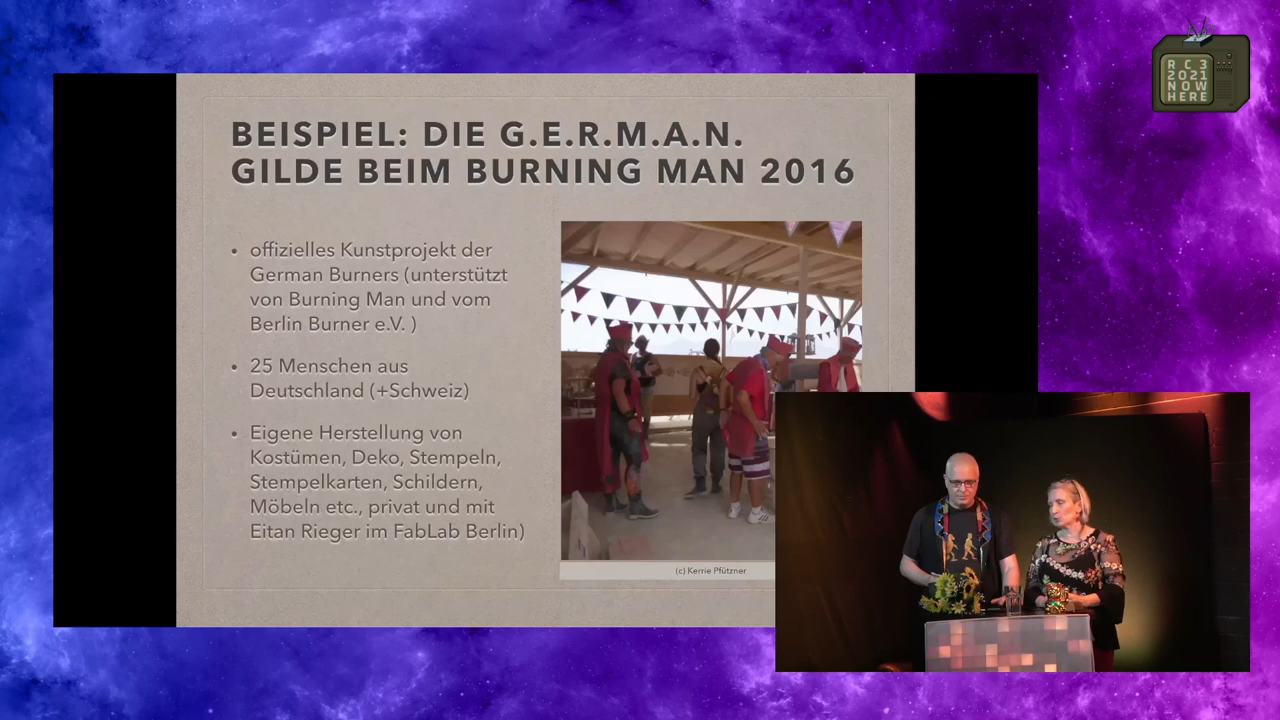 RC3
2021
NOW
HERE
BEISPIEL: DIE G.E.R.M.A.N.
GILDE BEIM BURNING MAN 2016
• offizielles Kunstprojekt der
German Burners (unterstützt
von Burning Man und vom
Berlin Burner e.V. )
• 25 Menschen aus
Deutschland (+Schweiz)
• Eigene Herstellung von
Kostümen, Deko, Stempeln,
Stempelkarten, Schildern,
Möbeln etc., privat und mit
Eitan Rieger im FabLab Berlin)
(c) Kerrie Pfützner